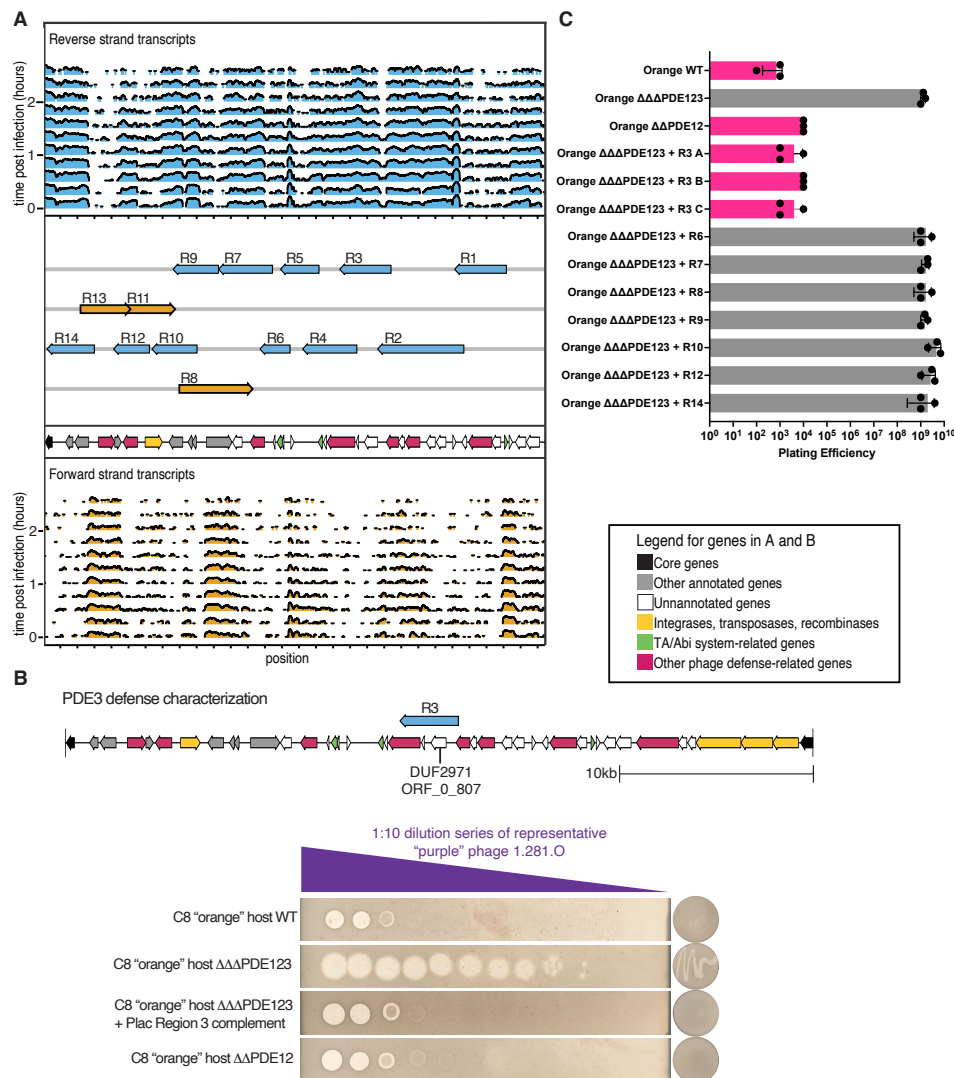 A
Reverse strand transcripts
time post infection (hours)
2
1
0
R9
R7
R5
R3
R1
R13
R11
R14
R12
R10
R6
R4
R2
R8
Forward strand transcripts
time post infection (hours)
2
1
0
position
C
Orange WT
Orange ΔΔΔPDE123
Orange ΔΔPDE12
Orange ΔΔΔPDE123 + R3 A
Orange ΔΔΔPDE123 + R3 B
Orange ΔΔΔPDE123 + R3 C
Orange ΔΔΔPDE123 + R6
Orange ΔΔΔPDE123 + R7
Orange ΔΔΔPDE123 + R8
Orange ΔΔΔPDE123 + R9
Orange ΔΔΔPDE123 + R10
Orange ΔΔΔPDE123 + R12
Orange ΔΔΔPDE123 + R14
10⁰ 10¹ 10² 10³ 10⁴ 10⁵ 10⁶ 10⁷ 10⁸ 10⁹ 10¹⁰
Plating Efficiency
Legend for genes in A and B
Core genes
Other annotated genes
Unnannotated genes
Integrases, transposases, recombinases
TA/Abi system-related genes
Other phage defense-related genes
B
PDE3 defense characterization
R3
DUF2971
ORF_0_807
10kb
1:10 dilution series of representative
“purple” phage 1.281.O
C8 “orange” host WT
C8 “orange” host ΔΔΔPDE123
C8 “orange” host ΔΔΔPDE123
+ Plac Region 3 complement
C8 “orange” host ΔΔPDE12